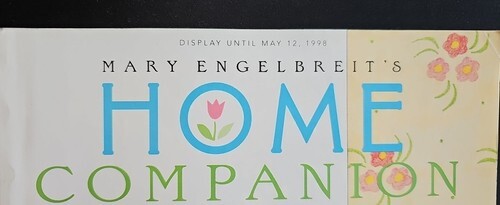 DISPLAY UNTIL MAY 12, 1998
MARY ENGELBREIT'S
HOME
COMPANION